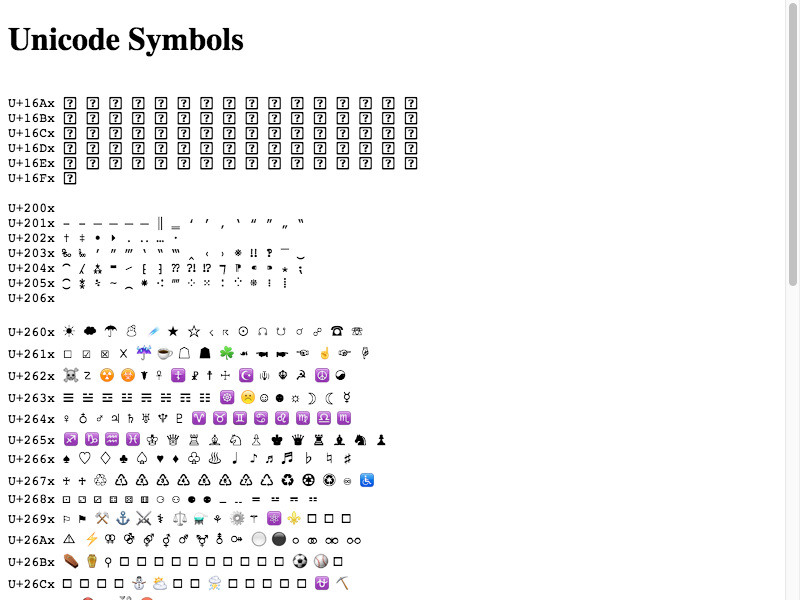 Unicode Symbols
U+16Ax
U+16Bx
U+16Cx
U+16Dx
U+16Ex
U+16Fx
U+200x
U+201x ‐ ‑ ‒ – — ― ‖ ‗ ‘ ’ ‚ ‛ “ ” „ ‟
U+202x † ‡ • ‣ ․ ‥ … ‧
U+203x ‰ ‱ ′ ″ ‴ ‵ ‶ ‷ ‸ ‹ › ※ ‼ ‽ ‾ ‿
U+204x ⁀ ⁁ ⁂ ⁃ ⁄ ⁅ ⁆ ⁇ ⁈ ⁉ ⁊ ⁋ ⁌ ⁍ ⁎ ⁏
U+205x ⁐ ⁑ ⁒ ⁓ ⁔ ⁕ ⁖ ⁗ ⁘ ⁙ ⁚ ⁛ ⁜ ⁝ ⁞
U+206x
U+260x ☀ ☁ ☂ ☃ ☄ ★ ☆ ☇ ☈ ☉ ☊ ☋ ☌ ☍ ☎ ☏
U+261x ☐ ☑ ☒ ☓ ☔ ☕ ☖ ☗ ☘ ☙ ☚ ☛ ☜ ☝ ☞ ☟
U+262x ☠ ☡ ☢ ☣ ☤ ☥ ☦ ☧ ☨ ☩ ☪ ☫ ☬ ☭ ☮ ☯
U+263x ☰ ☱ ☲ ☳ ☴ ☵ ☶ ☷ ☸ ☹ ☺ ☻ ☼ ☽ ☾ ☿
U+264x ♀ ♁ ♂ ♃ ♄ ♅ ♆ ♇ ♈ ♉ ♊ ♋ ♌ ♍ ♎ ♏
U+265x ♐ ♑ ♒ ♓ ♔ ♕ ♖ ♗ ♘ ♙ ♚ ♛ ♜ ♝ ♞ ♟
U+266x ♠ ♡ ♢ ♣ ♤ ♥ ♦ ♧ ♨ ♩ ♪ ♫ ♬ ♭ ♮ ♯
U+267x ♰ ♱ ♲ ♳ ♴ ♵ ♶ ♷ ♸ ♹ ♺ ♻ ♼ ♽ ♾ ♿
U+268x ⚀ ⚁ ⚂ ⚃ ⚄ ⚅ ⚆ ⚇ ⚈ ⚉ ⚊ ⚋ ⚌ ⚍ ⚎ ⚏
U+269x ⚐ ⚑ ⚒ ⚓ ⚔ ⚕ ⚖ ⚗ ⚘ ⚙ ⚚ ⚛ ⚜
U+26Ax ⚠ ⚡ ⚢ ⚣ ⚤ ⚥ ⚦ ⚧ ⚨ ⚩ ⚪ ⚫ ⚬ ⚭ ⚮ ⚯
U+26Bx ⚰ ⚱ ⚲ ⚽ ⚾
U+26Cx ⛄ ⛅ ⛈ ⛎ ⛏